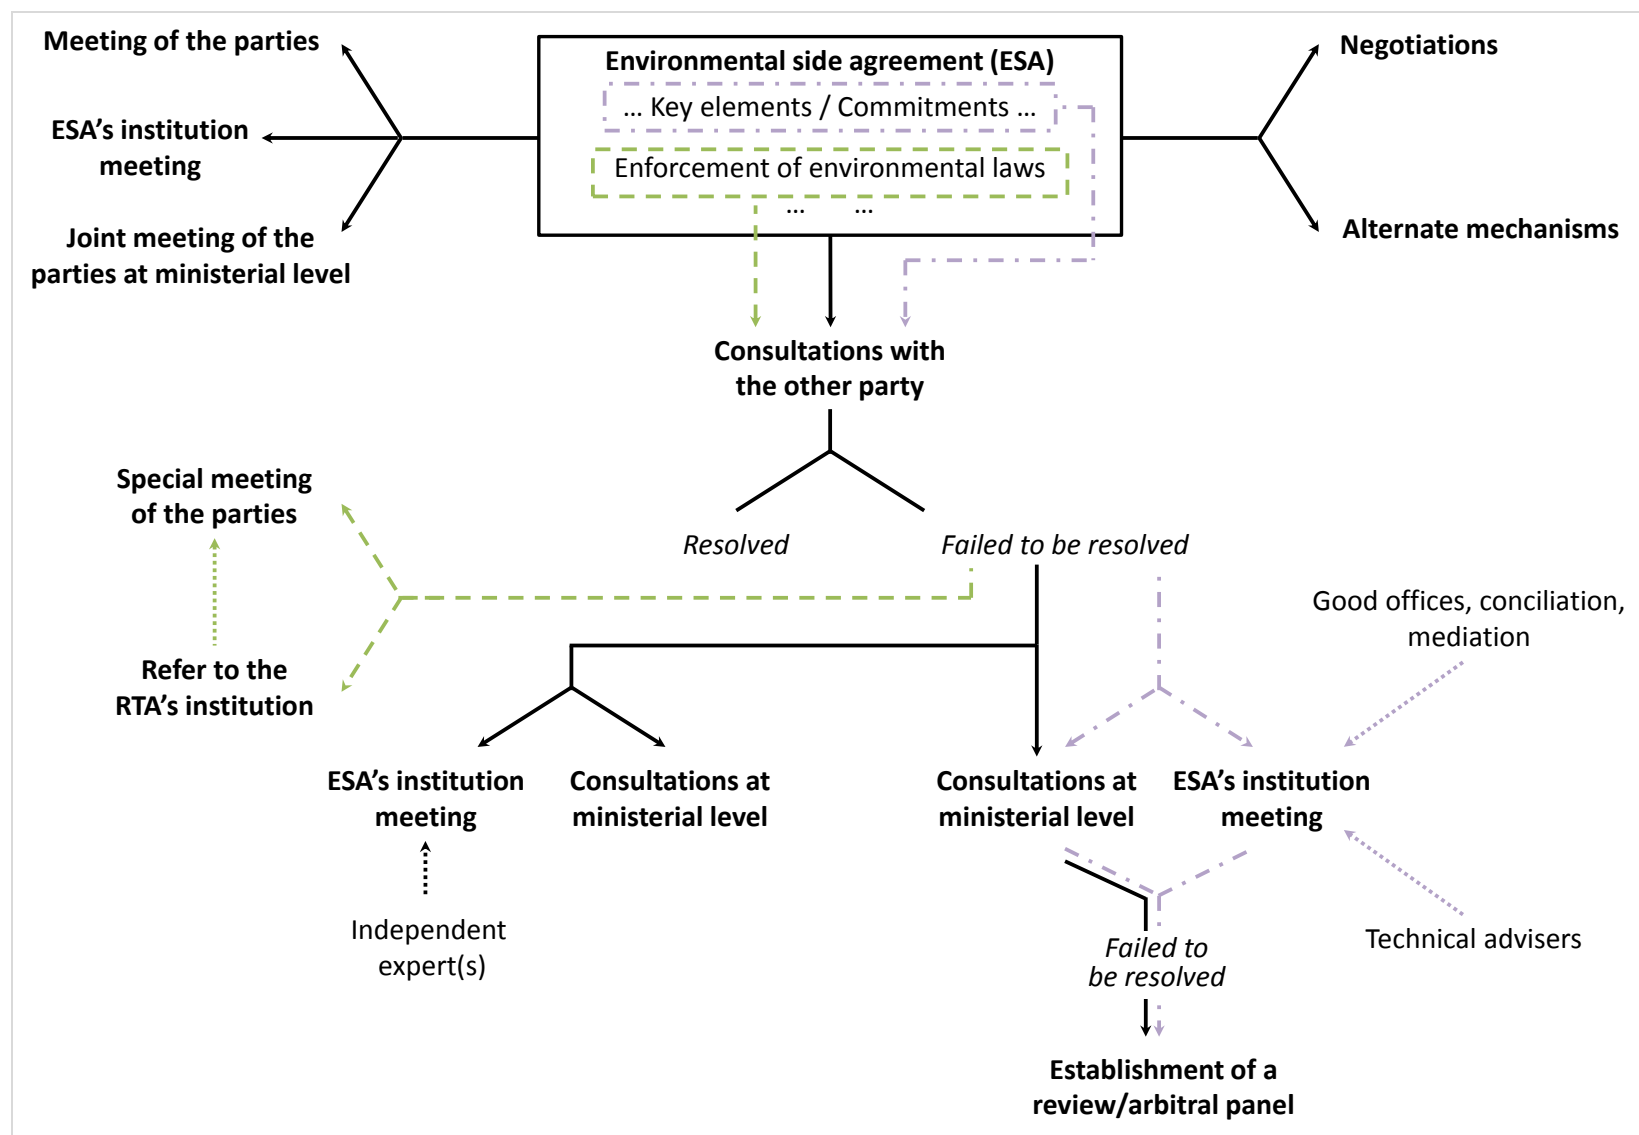 Meeting of the parties
ESA’s institution
meeting
Joint meeting of the
parties at ministerial level
Environmental side agreement (ESA)
... Key elements / Commitments ...
Enforcement of environmental laws
... ...
Negotiations
Alternate mechanisms
Consultations with
the other party
Resolved
Failed to be resolved
Special meeting
of the parties
Refer to the
RTA’s institution
Good offices, conciliation,
mediation
ESA’s institution
meeting
Consultations at
ministerial level
Consultations at
ministerial level
ESA’s institution
meeting
Independent
expert(s)
Technical advisers
Failed to
be resolved
Establishment of a
review/arbitral panel